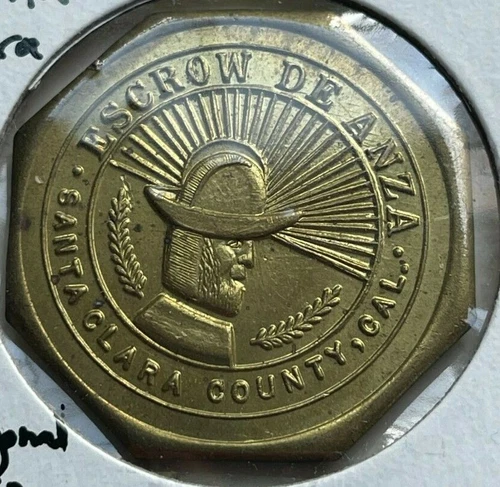 ESCROW DE ANZA
SANTA CLARA COUNTY, CAL.